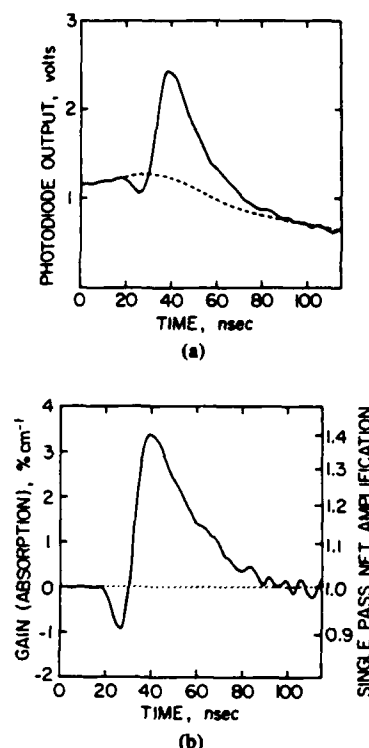 3
2
1
PHOTODIODE OUTPUT, volts
0 20 40 60 80 100
TIME, nsec
(a)
4
3
2
1
0
-1
-2
GAIN (ABSORPTION), % cm⁻¹
1.4
1.3
1.2
1.1
1.0
0.9
SINGLE PASS NET AMPLIFICATION
0 20 40 60 80 100
TIME, nsec
(b)